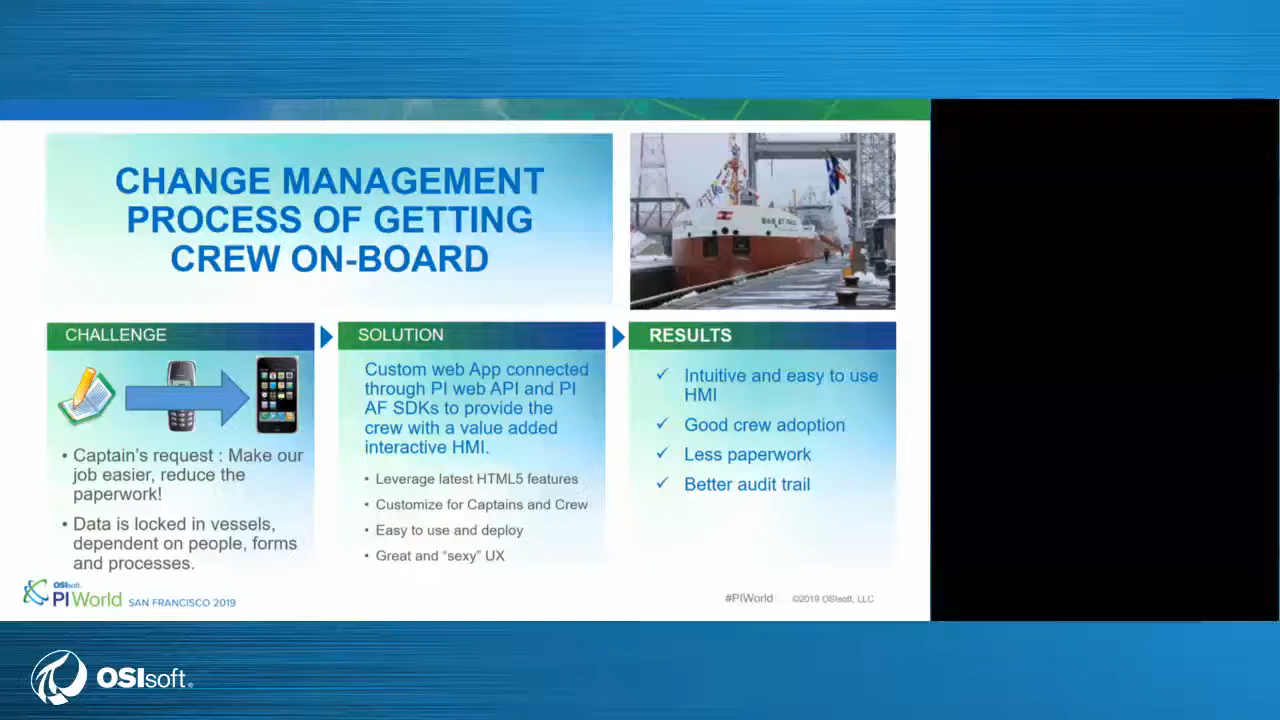 CHANGE MANAGEMENT
PROCESS OF GETTING
CREW ON-BOARD
CHALLENGE
• Captain's request : Make our
job easier, reduce the
paperwork!
• Data is locked in vessels,
dependent on people, forms
and processes.
SOLUTION
Custom web App connected
through PI web API and PI
AF SDKs to provide the
crew with a value added
interactive HMI.
• Leverage latest HTML5 features
• Customize for Captains and Crew
• Easy to use and deploy
• Great and “sexy” UX
RESULTS
✓ Intuitive and easy to use
HMI
✓ Good crew adoption
✓ Less paperwork
✓ Better audit trail
OSIsoft.
PI World SAN FRANCISCO 2019
#PIWorld ©2019 OSIsoft, LLC
OSIsoft.